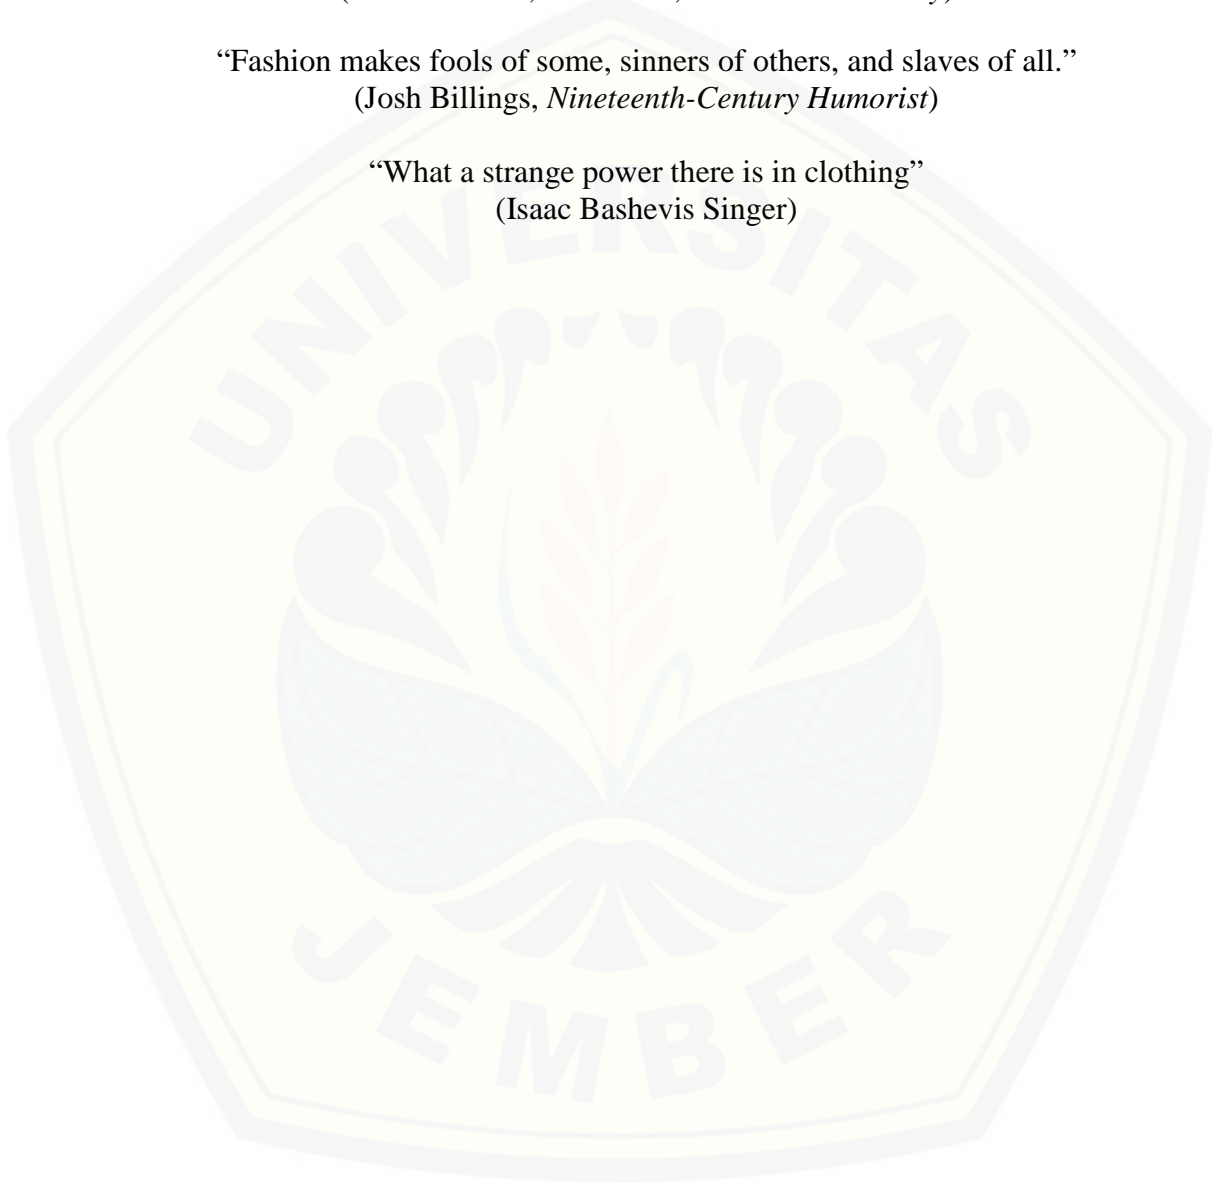 “Fashion makes fools of some, sinners of others, and slaves of all.”
(Josh Billings, Nineteenth-Century Humorist)
“What a strange power there is in clothing”
(Isaac Bashevis Singer)
UNIVERSITAS
JEMBER